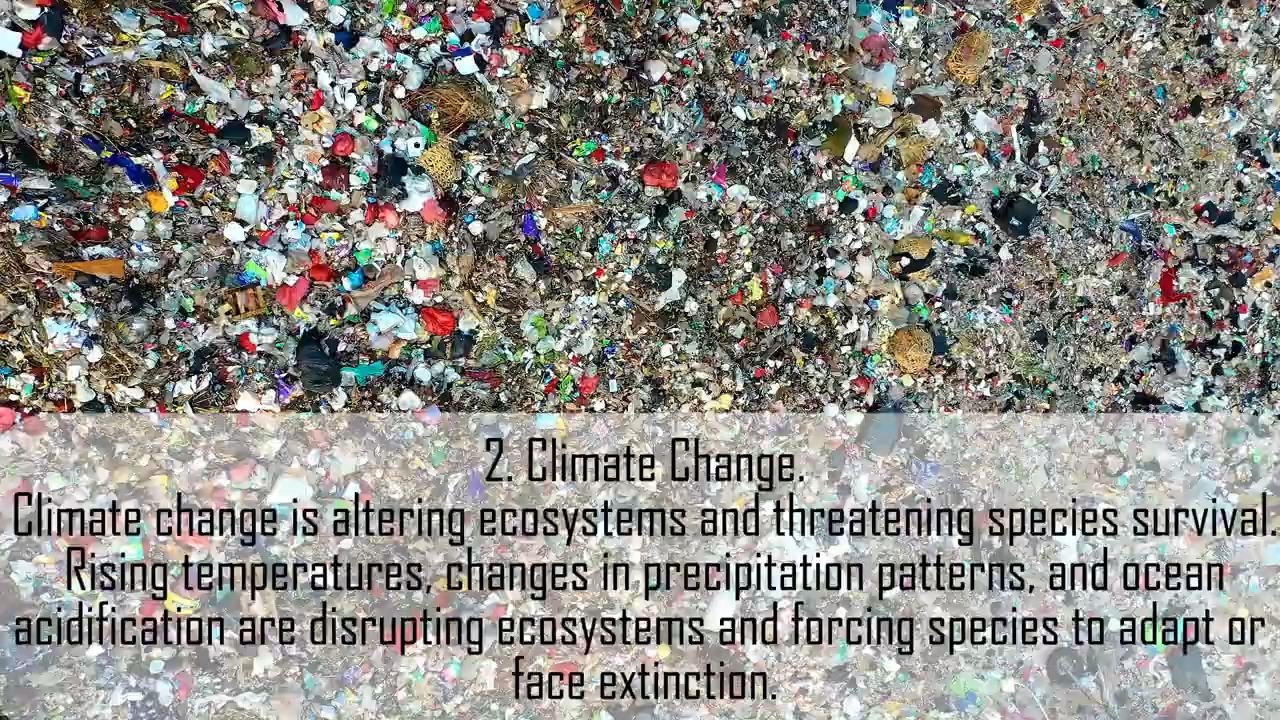 2. Climate Change.
Climate change is altering ecosystems and threatening species survival.
Rising temperatures, changes in precipitation patterns, and ocean
acidification are disrupting ecosystems and forcing species to adapt or
face extinction.